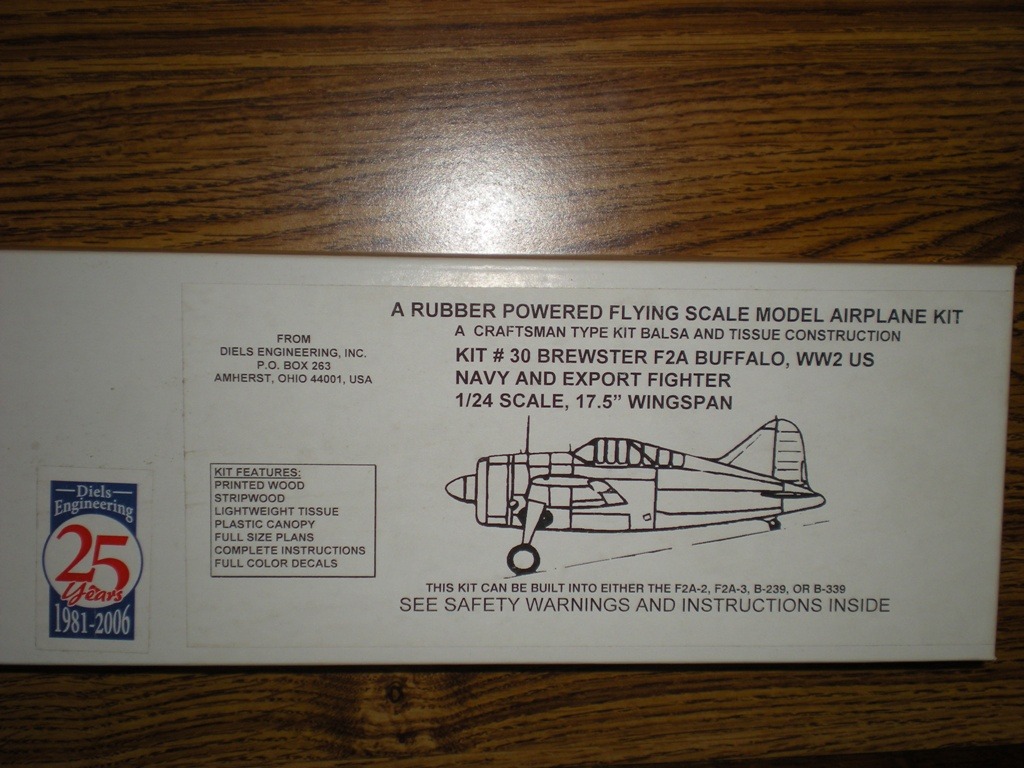 A RUBBER POWERED FLYING SCALE MODEL AIRPLANE KIT
A CRAFTSMAN TYPE KIT BALSA AND TISSUE CONSTRUCTION
KIT # 30 BREWSTER F2A BUFFALO, WW2 US
NAVY AND EXPORT FIGHTER
1/24 SCALE, 17.5" WINGSPAN
FROM
DIELS ENGINEERING, INC.
P.O. BOX 263
AMHERST, OHIO 44001, USA
KIT FEATURES:
PRINTED WOOD
STRIPWOOD
LIGHTWEIGHT TISSUE
PLASTIC CANOPY
FULL SIZE PLANS
COMPLETE INSTRUCTIONS
FULL COLOR DECALS
Diels
Engineering
25
Years
1981-2006
THIS KIT CAN BE BUILT INTO EITHER THE F2A-2, F2A-3, B-239, OR B-339
SEE SAFETY WARNINGS AND INSTRUCTIONS INSIDE